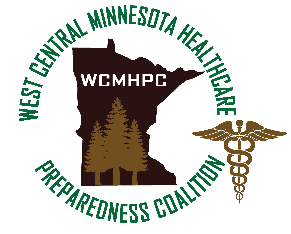 WEST CENTRAL MINNESOTA HEALTHCARE
WCMHPC
PREPAREDNESS COALITION